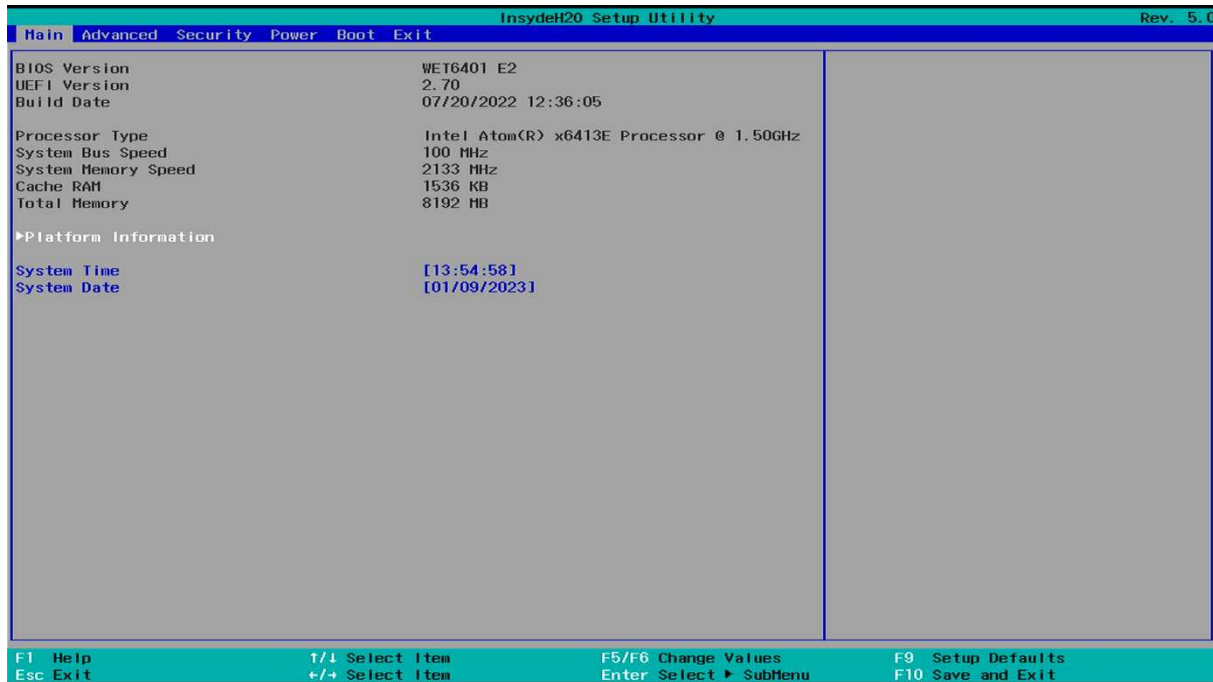 InsydeH20 Setup Utility Rev. 5.0
Main Advanced Security Power Boot Exit
BIOS Version WET6401 E2
UEFI Version 2.70
Build Date 07/20/2022 12:36:05
Processor Type Intel Atom(R) x6413E Processor @ 1.50GHz
System Bus Speed 100 MHz
System Memory Speed 2133 MHz
Cache RAM 1536 KB
Total Memory 8192 MB
▶Platform Information
System Time [13:54:58]
System Date [01/09/2023]
F1 Help ↑/↓ Select Item F5/F6 Change Values F9 Setup Defaults
Esc Exit ←/→ Select Item Enter Select ▶ SubMenu F10 Save and Exit